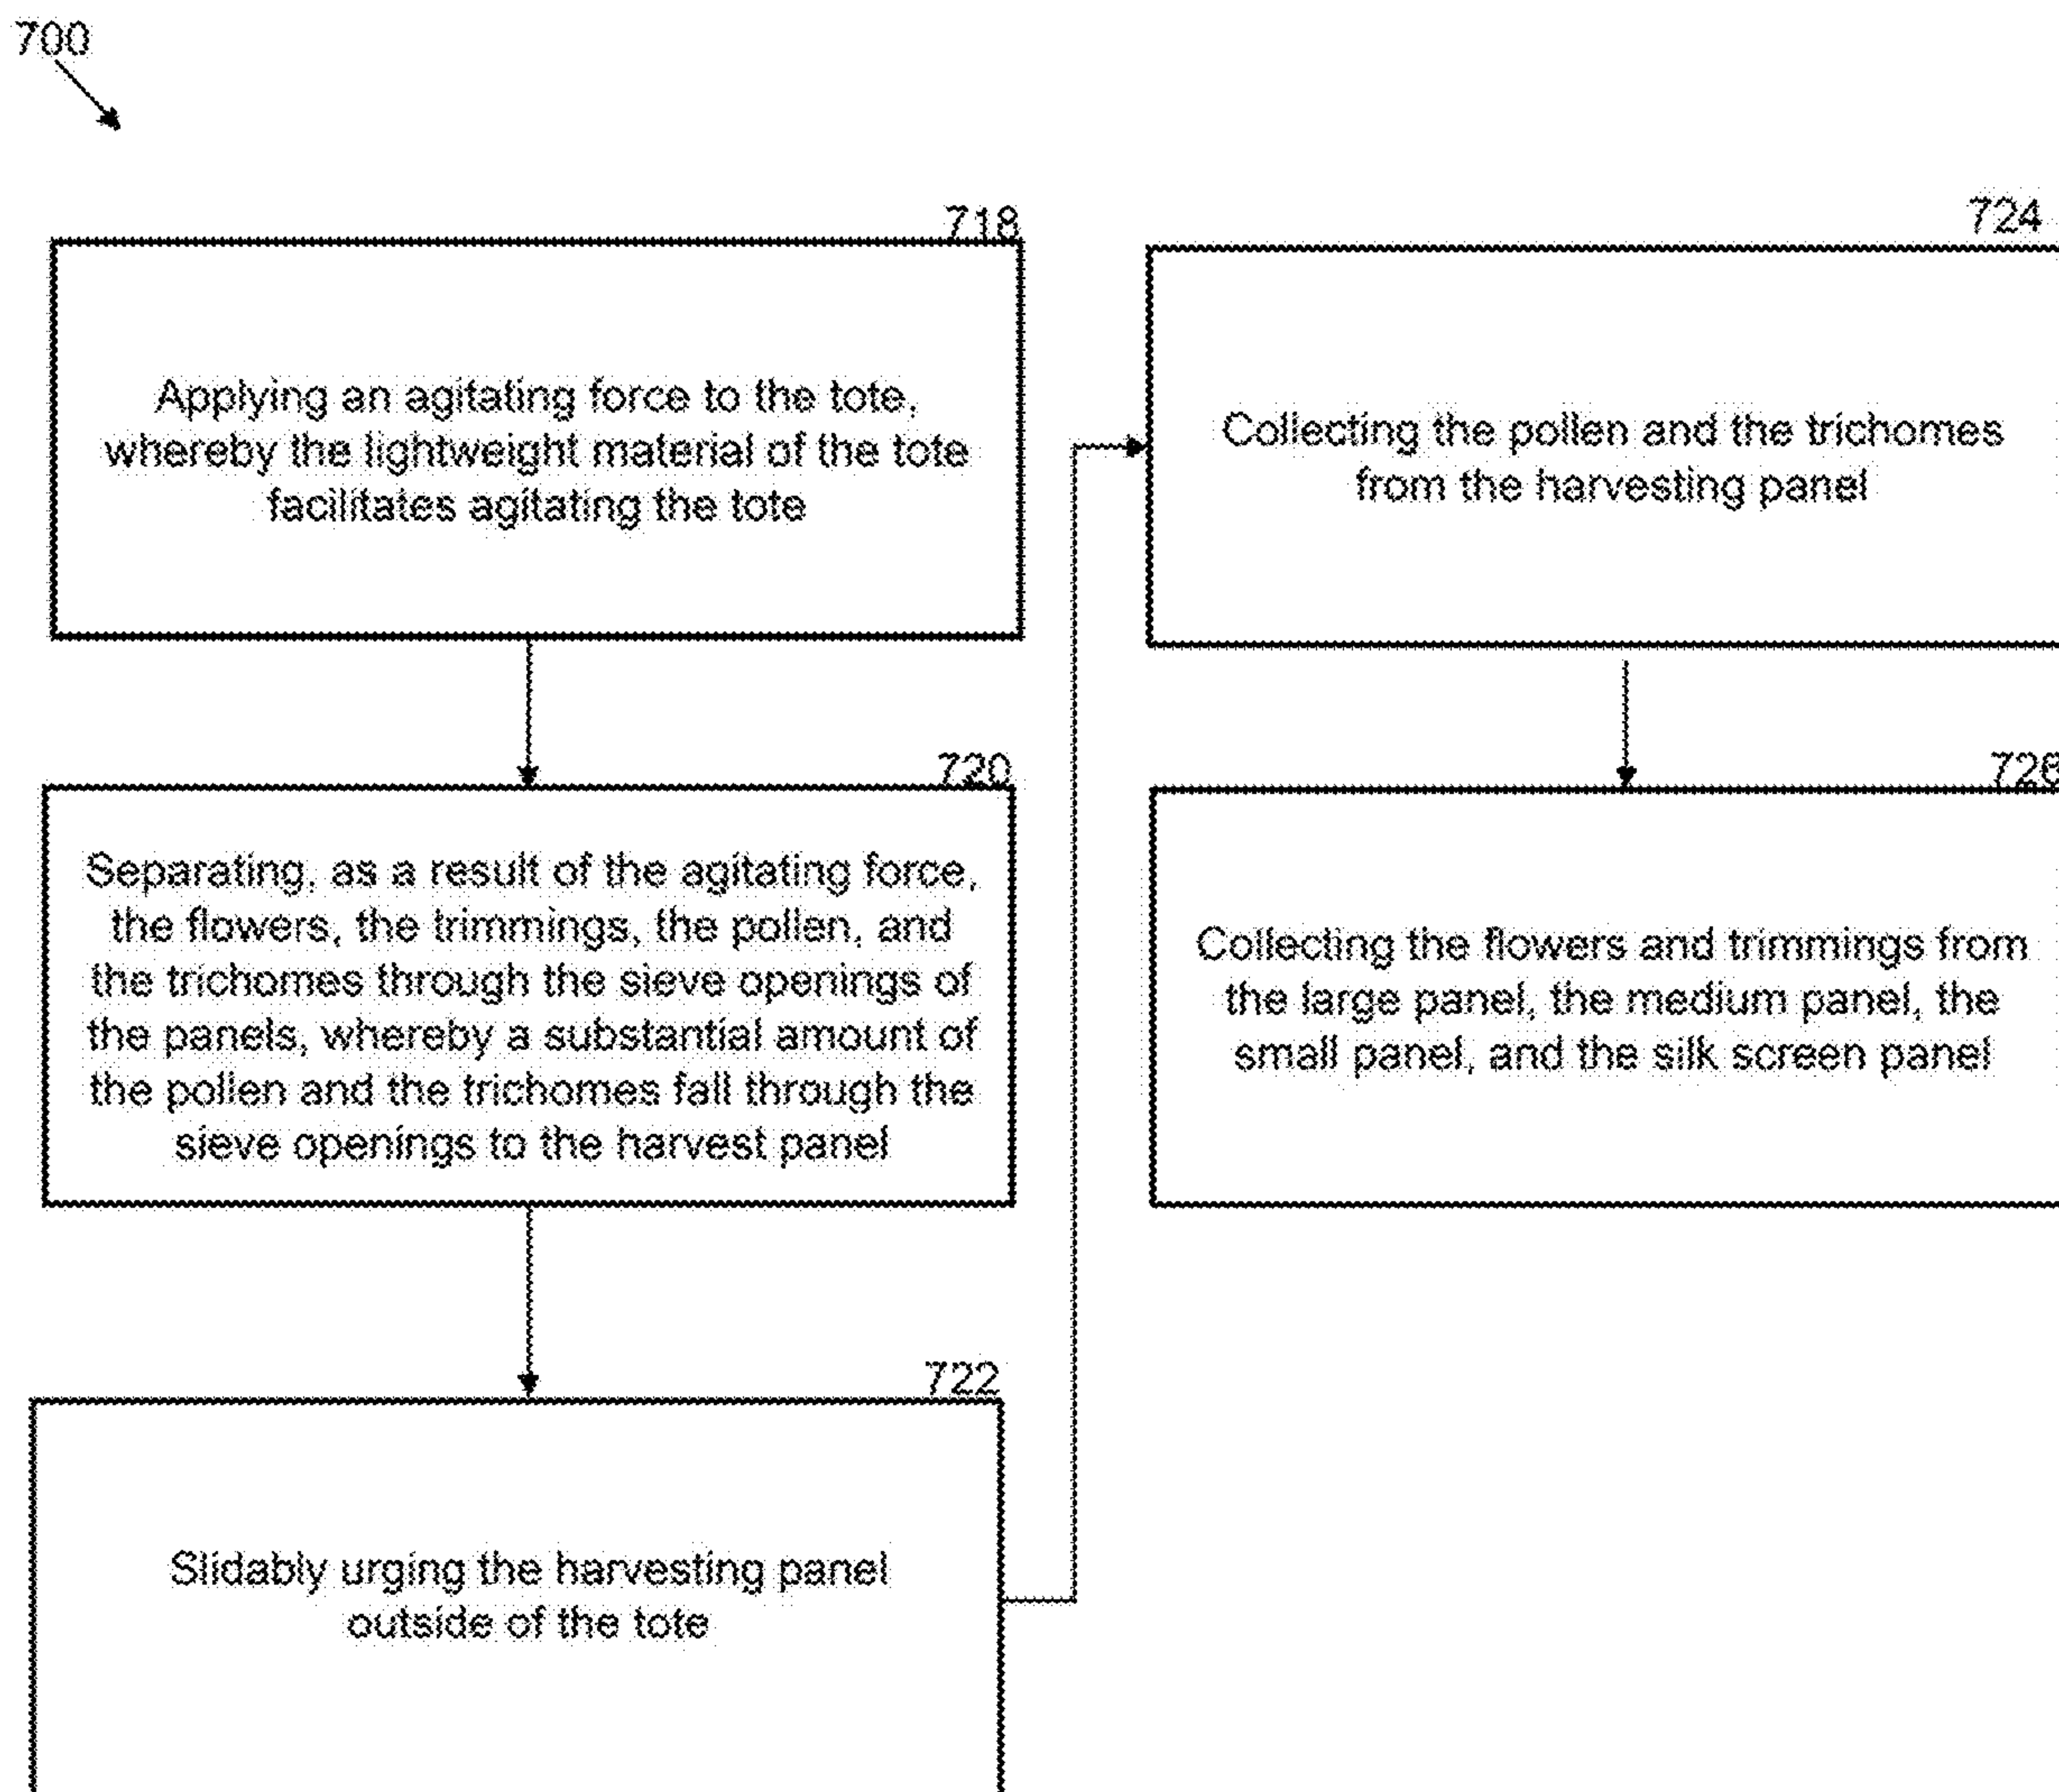 700
718
Applying an agitating force to the tote,
whereby the lightweight material of the tote
facilitates agitating the tote
720
Separating, as a result of the agitating force,
the flowers, the trimmings, the pollen, and
the trichomes through the sieve openings of
the panels, whereby a substantial amount of
the pollen and the trichomes fall through the
sieve openings to the harvest panel
722
Slidably urging the harvesting panel
outside of the tote
724
Collecting the pollen and the trichomes
from the harvesting panel
726
Collecting the flowers and trimmings from
the large panel, the medium panel, the
small panel, and the silk screen panel